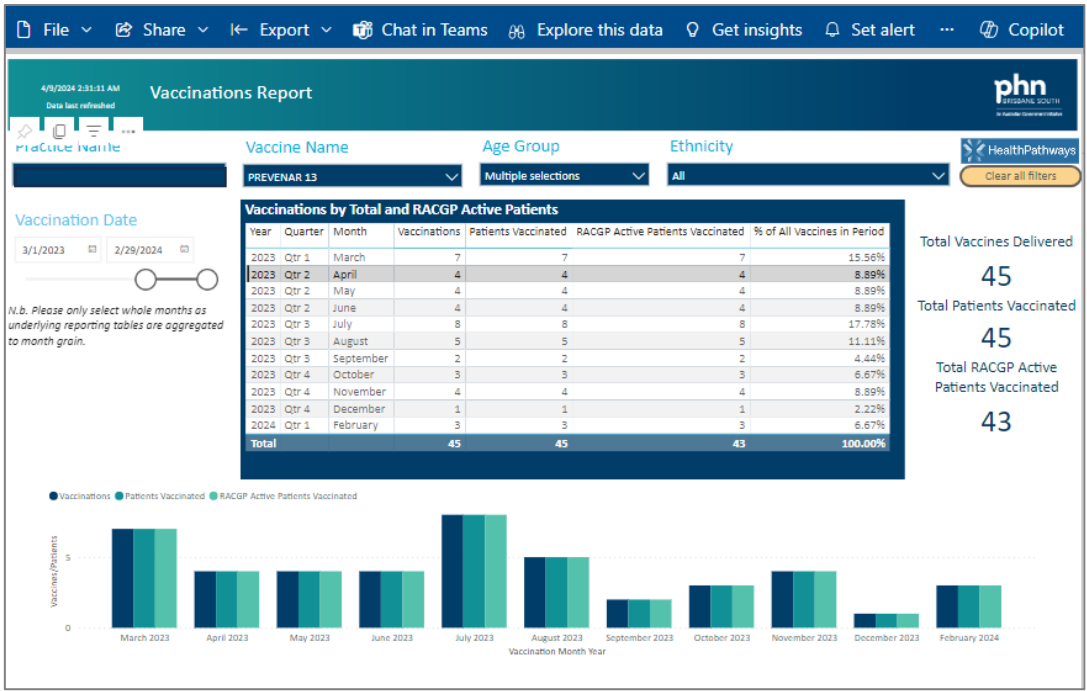 File Share Export Chat in Teams Explore this data Get insights Set alert ... Copilot
4/9/2024 2:31:11 AM
Data last refreshed
Vaccinations Report
phn
BRISBANE SOUTH
An Australian Government Initiative
Practice Name
Vaccine Name
Age Group
Ethnicity
HealthPathways
PREVENAR 13
Multiple selections
All
Clear all filters
Vaccination Date
3/1/2023 2/29/2024
N.b. Please only select whole months as
underlying reporting tables are aggregated
to month grain.
Vaccinations by Total and RACGP Active Patients
Year Quarter Month Vaccinations Patients Vaccinated RACGP Active Patients Vaccinated % of All Vaccines in Period
2023 Qtr 1 March 7 7 7 15.56%
2023 Qtr 2 April 4 4 4 8.89%
2023 Qtr 2 May 4 4 4 8.89%
2023 Qtr 2 June 4 4 4 8.89%
2023 Qtr 3 July 8 8 8 17.78%
2023 Qtr 3 August 5 5 5 11.11%
2023 Qtr 3 September 2 2 2 4.44%
2023 Qtr 4 October 3 3 3 6.67%
2023 Qtr 4 November 4 4 4 8.89%
2023 Qtr 4 December 1 1 1 2.22%
2024 Qtr 1 February 3 3 3 6.67%
Total 45 45 43 100.00%
Total Vaccines Delivered
45
Total Patients Vaccinated
45
Total RACGP Active
Patients Vaccinated
43
Vaccinations Patients Vaccinated RACGP Active Patients Vaccinated
Vaccines/Patients
5
0
March 2023 April 2023 May 2023 June 2023 July 2023 August 2023 September 2023 October 2023 November 2023 December 2023 February 2024
Vaccination Month Year